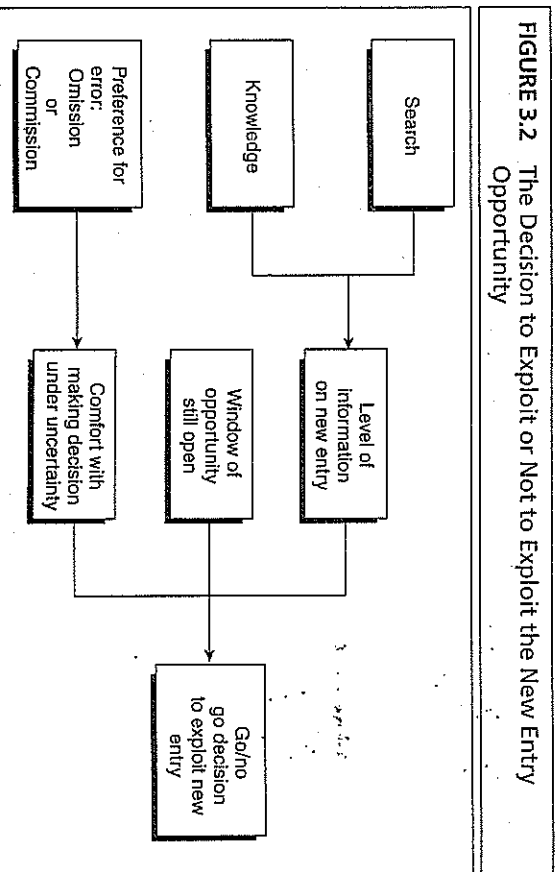 FIGURE 3.2 The Decision to Exploit or Not to Exploit the New Entry
Opportunity
Search
Knowledge
Preference for
error:
Omission
or
Commission
Level of
information
on new entry
Window of
opportunity
still open
Comfort with
making decision
under uncertainty
Go/no
go decision
to exploit new
entry